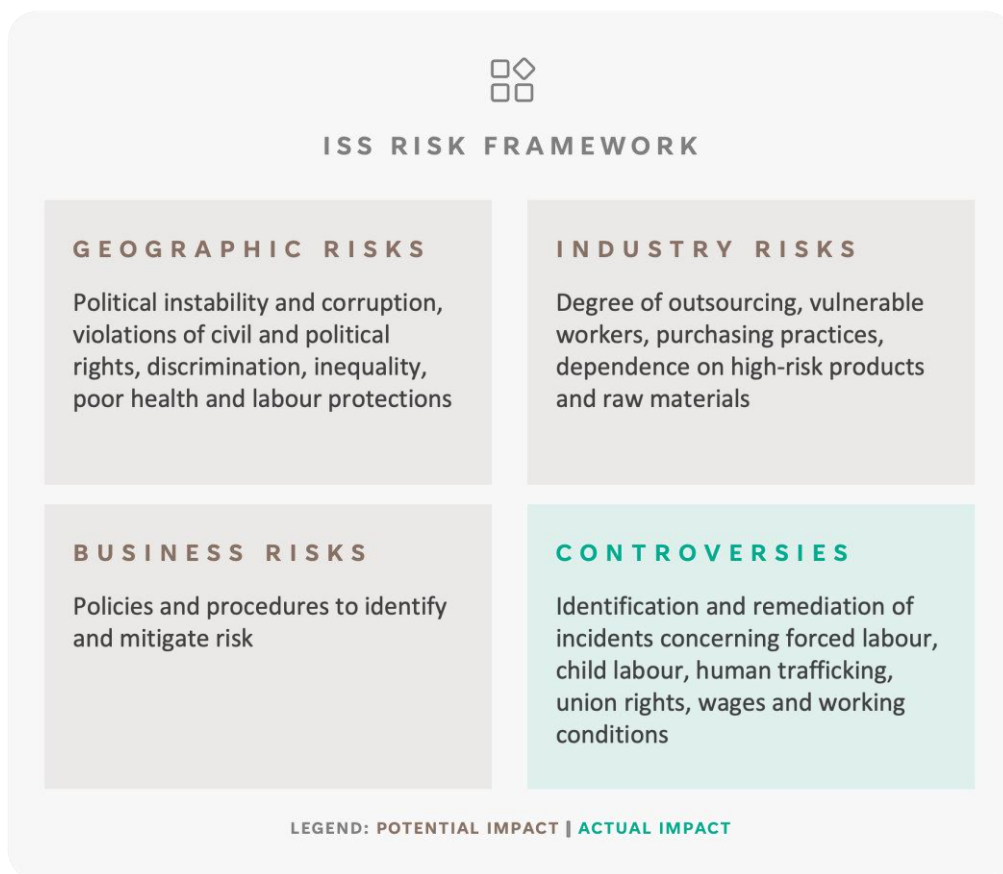 ISS RISK FRAMEWORK
GEOGRAPHIC RISKS
Political instability and corruption,
violations of civil and political
rights, discrimination, inequality,
poor health and labour protections
INDUSTRY RISKS
Degree of outsourcing, vulnerable
workers, purchasing practices,
dependence on high-risk products
and raw materials
BUSINESS RISKS
Policies and procedures to identify
and mitigate risk
CONTROVERSIES
Identification and remediation of
incidents concerning forced labour,
child labour, human trafficking,
union rights, wages and working
conditions
LEGEND: POTENTIAL IMPACT | ACTUAL IMPACT